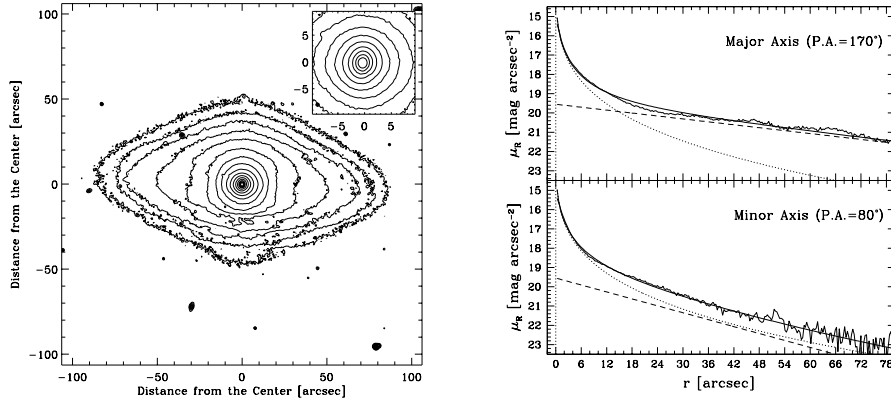 100
50
0
−50
−100
Distance from the Center [arcsec]
−100 −50 0 50 100
Distance from the Center [arcsec]
5
0
−5
−5 0 5
15
16
17
18
19
20
21
22
23
μR [mag arcsec−2]
Major Axis (P.A.=170°)
15
16
17
18
19
20
21
22
23
μR [mag arcsec−2]
Minor Axis (P.A.=80°)
0 6 12 18 24 30 36 42 48 54 60 66 72 78
r [arcsec]